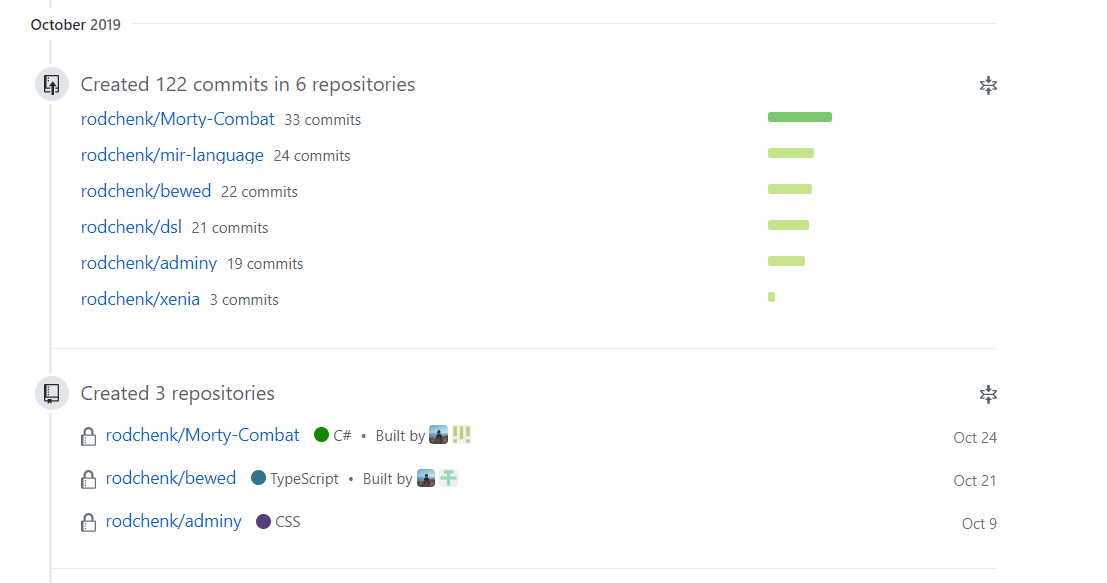 October 2019
Created 122 commits in 6 repositories
rodchenk/Morty-Combat 33 commits
rodchenk/mir-language 24 commits
rodchenk/bewed 22 commits
rodchenk/dsl 21 commits
rodchenk/adminy 19 commits
rodchenk/xenia 3 commits
Created 3 repositories
rodchenk/Morty-Combat C# • Built by Oct 24
rodchenk/bewed TypeScript • Built by Oct 21
rodchenk/adminy CSS Oct 9